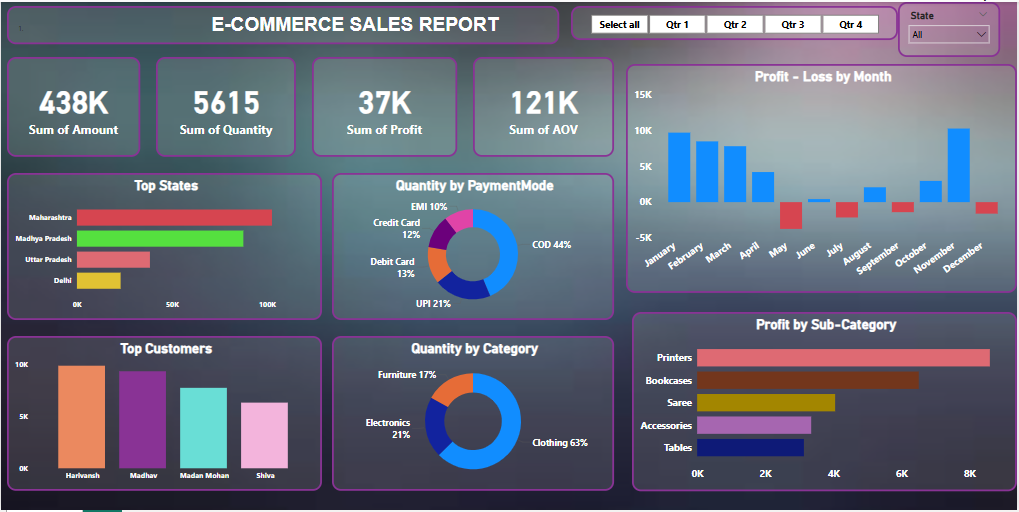 E-COMMERCE SALES REPORT
Select all
Qtr 1
Qtr 2
Qtr 3
Qtr 4
State
All
438K
Sum of Amount
5615
Sum of Quantity
37K
Sum of Profit
121K
Sum of AOV
Profit - Loss by Month
15K
10K
5K
0K
-5K
January
February
March
April
May
June
July
August
September
October
November
December
Top States
Maharashtra
Madhya Pradesh
Uttar Pradesh
Delhi
0K
50K
100K
Quantity by PaymentMode
EMI 10%
Credit Card
12%
Debit Card
13%
UPI 21%
COD 44%
Top Customers
10K
5K
0K
Harivansh
Madhav
Madan Mohan
Shiva
Quantity by Category
Furniture 17%
Electronics
21%
Clothing 63%
Profit by Sub-Category
Printers
Bookcases
Saree
Accessories
Tables
0K
2K
4K
6K
8K